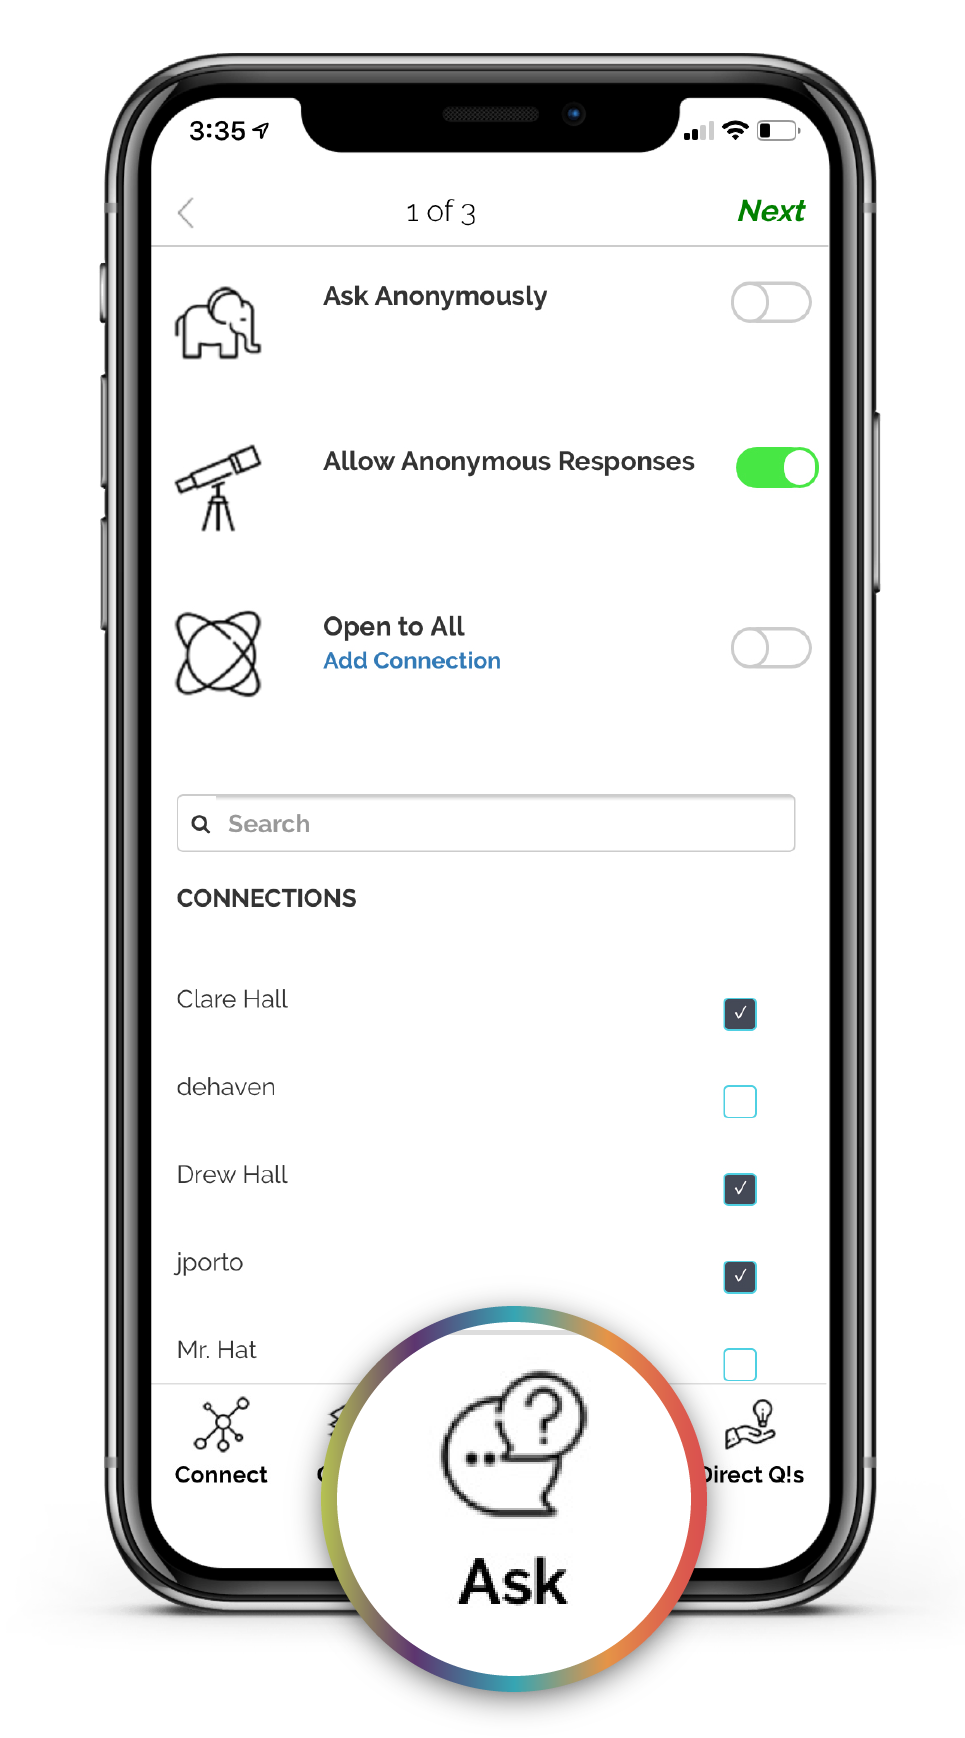 3:35
1 of 3
Next
Ask Anonymously
Allow Anonymous Responses
Open to All
Add Connection
Search
CONNECTIONS
Clare Hall
dehaven
Drew Hall
jporto
Mr. Hat
Connect
Direct Q!s
Ask